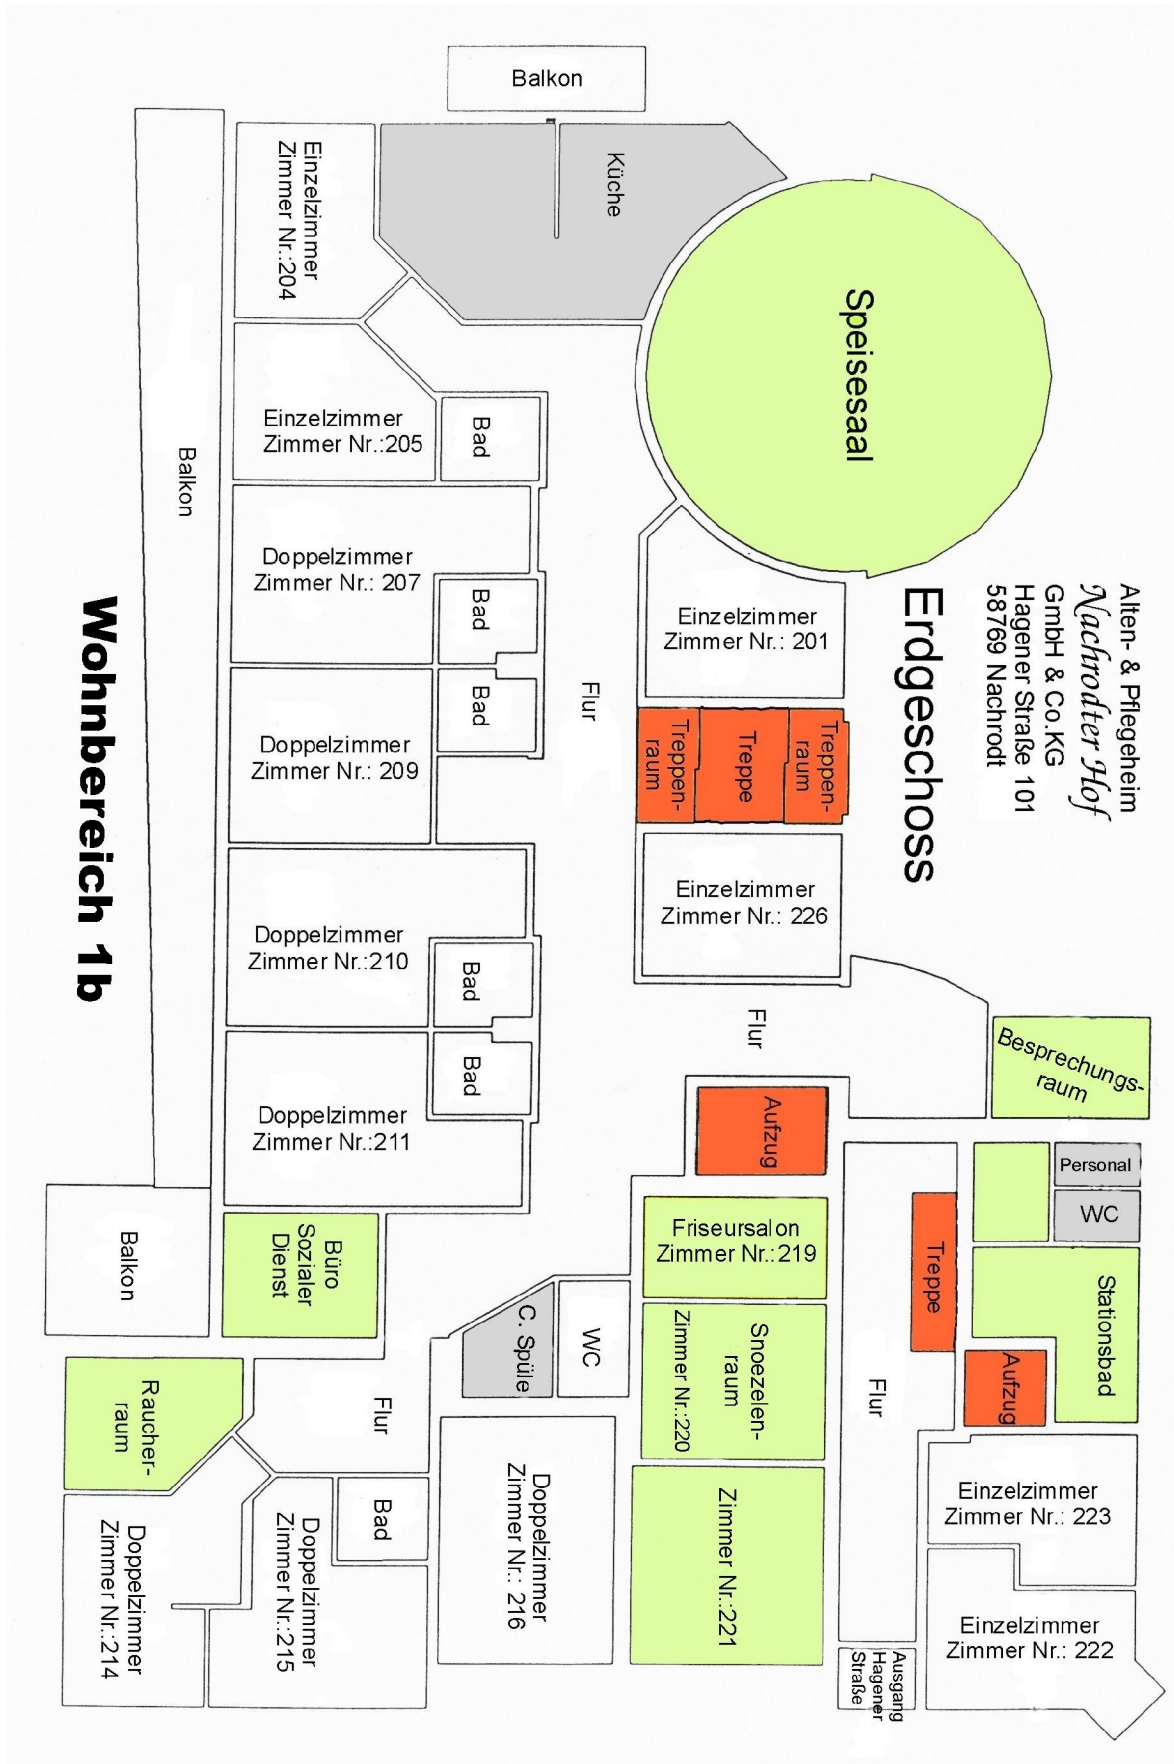 Balkon
Küche
Einzelzimmer
Zimmer Nr.:204
Speisesaal
Einzelzimmer
Zimmer Nr.:205
Bad
Balkon
Doppelzimmer
Zimmer Nr.: 207
Bad
Einzelzimmer
Zimmer Nr.: 201
Erdgeschoss
Alten- & Pflegeheim
Nachrodter Hof
GmbH & Co.KG
Hagener Straße 101
58769 Nachrodt
Wohnbereich 1b
Bad
Flur
Doppelzimmer
Zimmer Nr.: 209
Treppen-
raum
Treppe
Treppen-
raum
Einzelzimmer
Zimmer Nr.: 226
Doppelzimmer
Zimmer Nr.:210
Bad
Flur
Besprechungs-
raum
Bad
Doppelzimmer
Zimmer Nr.:211
Aufzug
Personal
WC
Balkon
Büro
Sozialer
Dienst
Friseursalon
Zimmer Nr.:219
Treppe
Stationsbad
C. Spüle
WC
Snoezelen-
raum
Zimmer Nr.:220
Flur
Aufzug
Raucher-
raum
Flur
Bad
Doppelzimmer
Zimmer Nr.: 216
Zimmer Nr.:221
Einzelzimmer
Zimmer Nr.: 223
Doppelzimmer
Zimmer Nr.:214
Doppelzimmer
Zimmer Nr.:215
Einzelzimmer
Zimmer Nr.: 222
Ausgang
Hagener
Straße